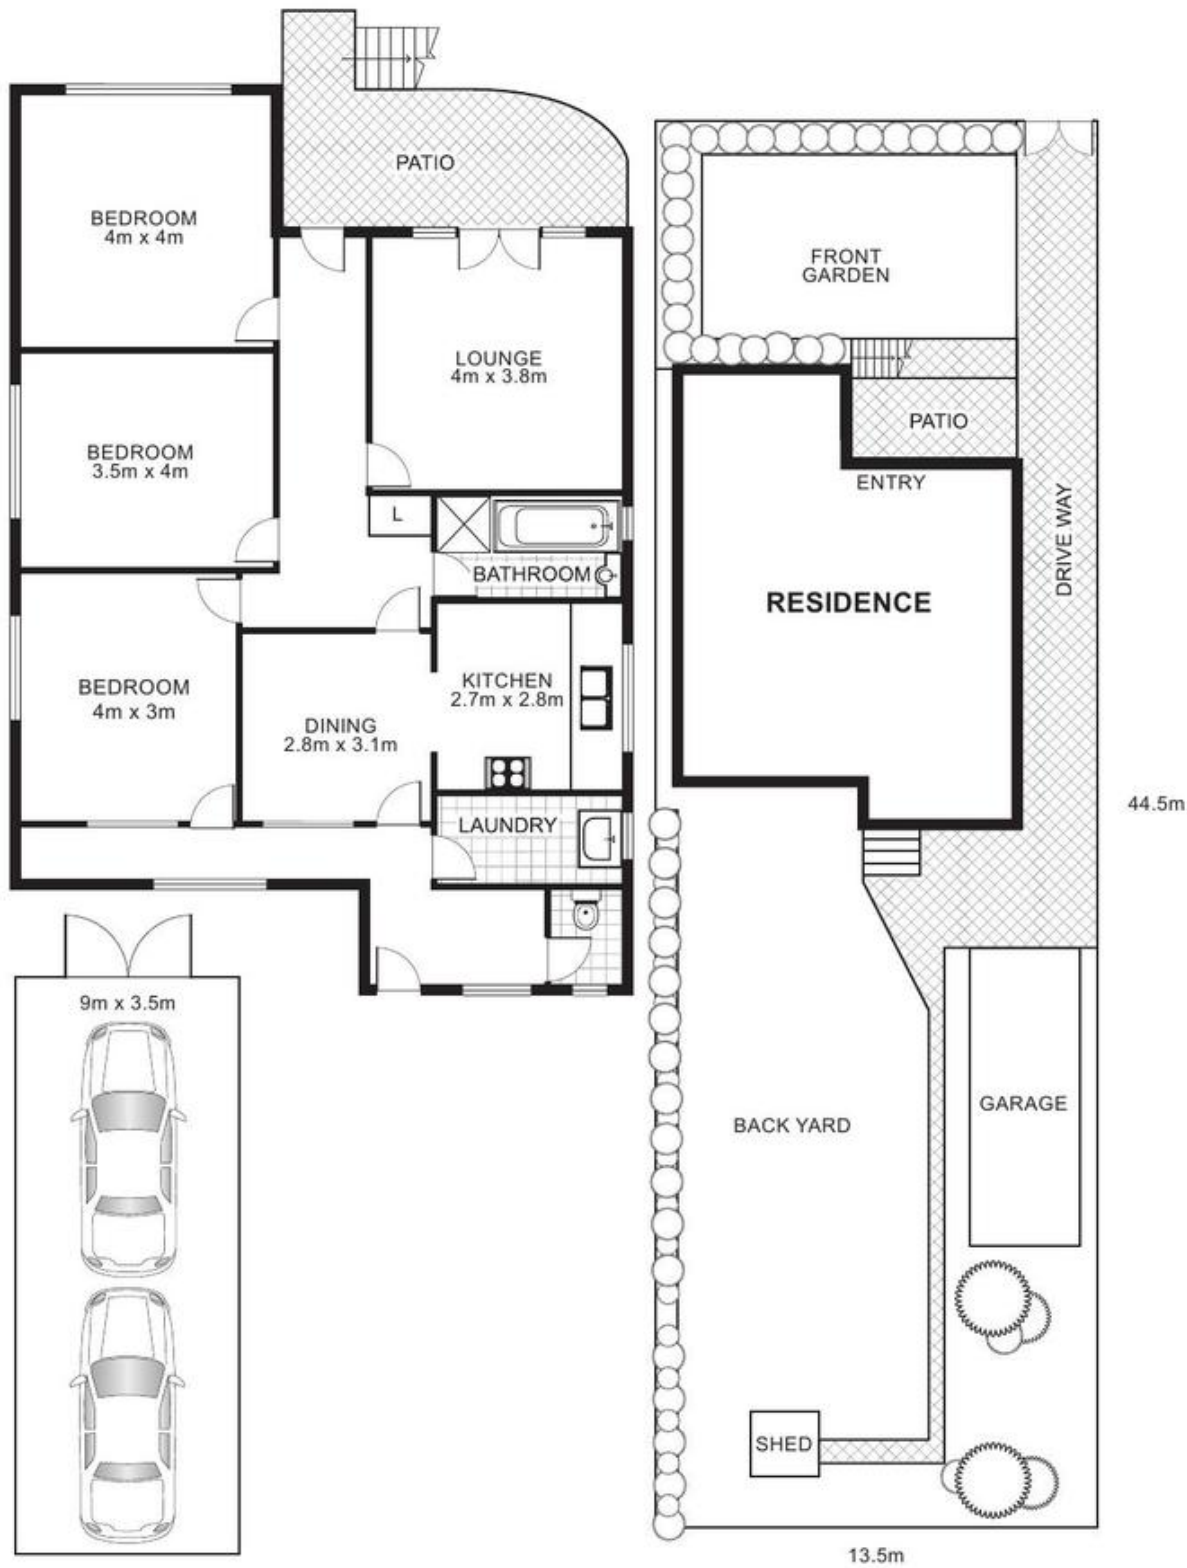 PATIO
BEDROOM
4m x 4m
LOUNGE
4m x 3.8m
BEDROOM
3.5m x 4m
L
BATHROOM
BEDROOM
4m x 3m
KITCHEN
2.7m x 2.8m
DINING
2.8m x 3.1m
LAUNDRY
9m x 3.5m
FRONT
GARDEN
PATIO
ENTRY
DRIVE WAY
RESIDENCE
44.5m
BACK YARD
GARAGE
SHED
13.5m